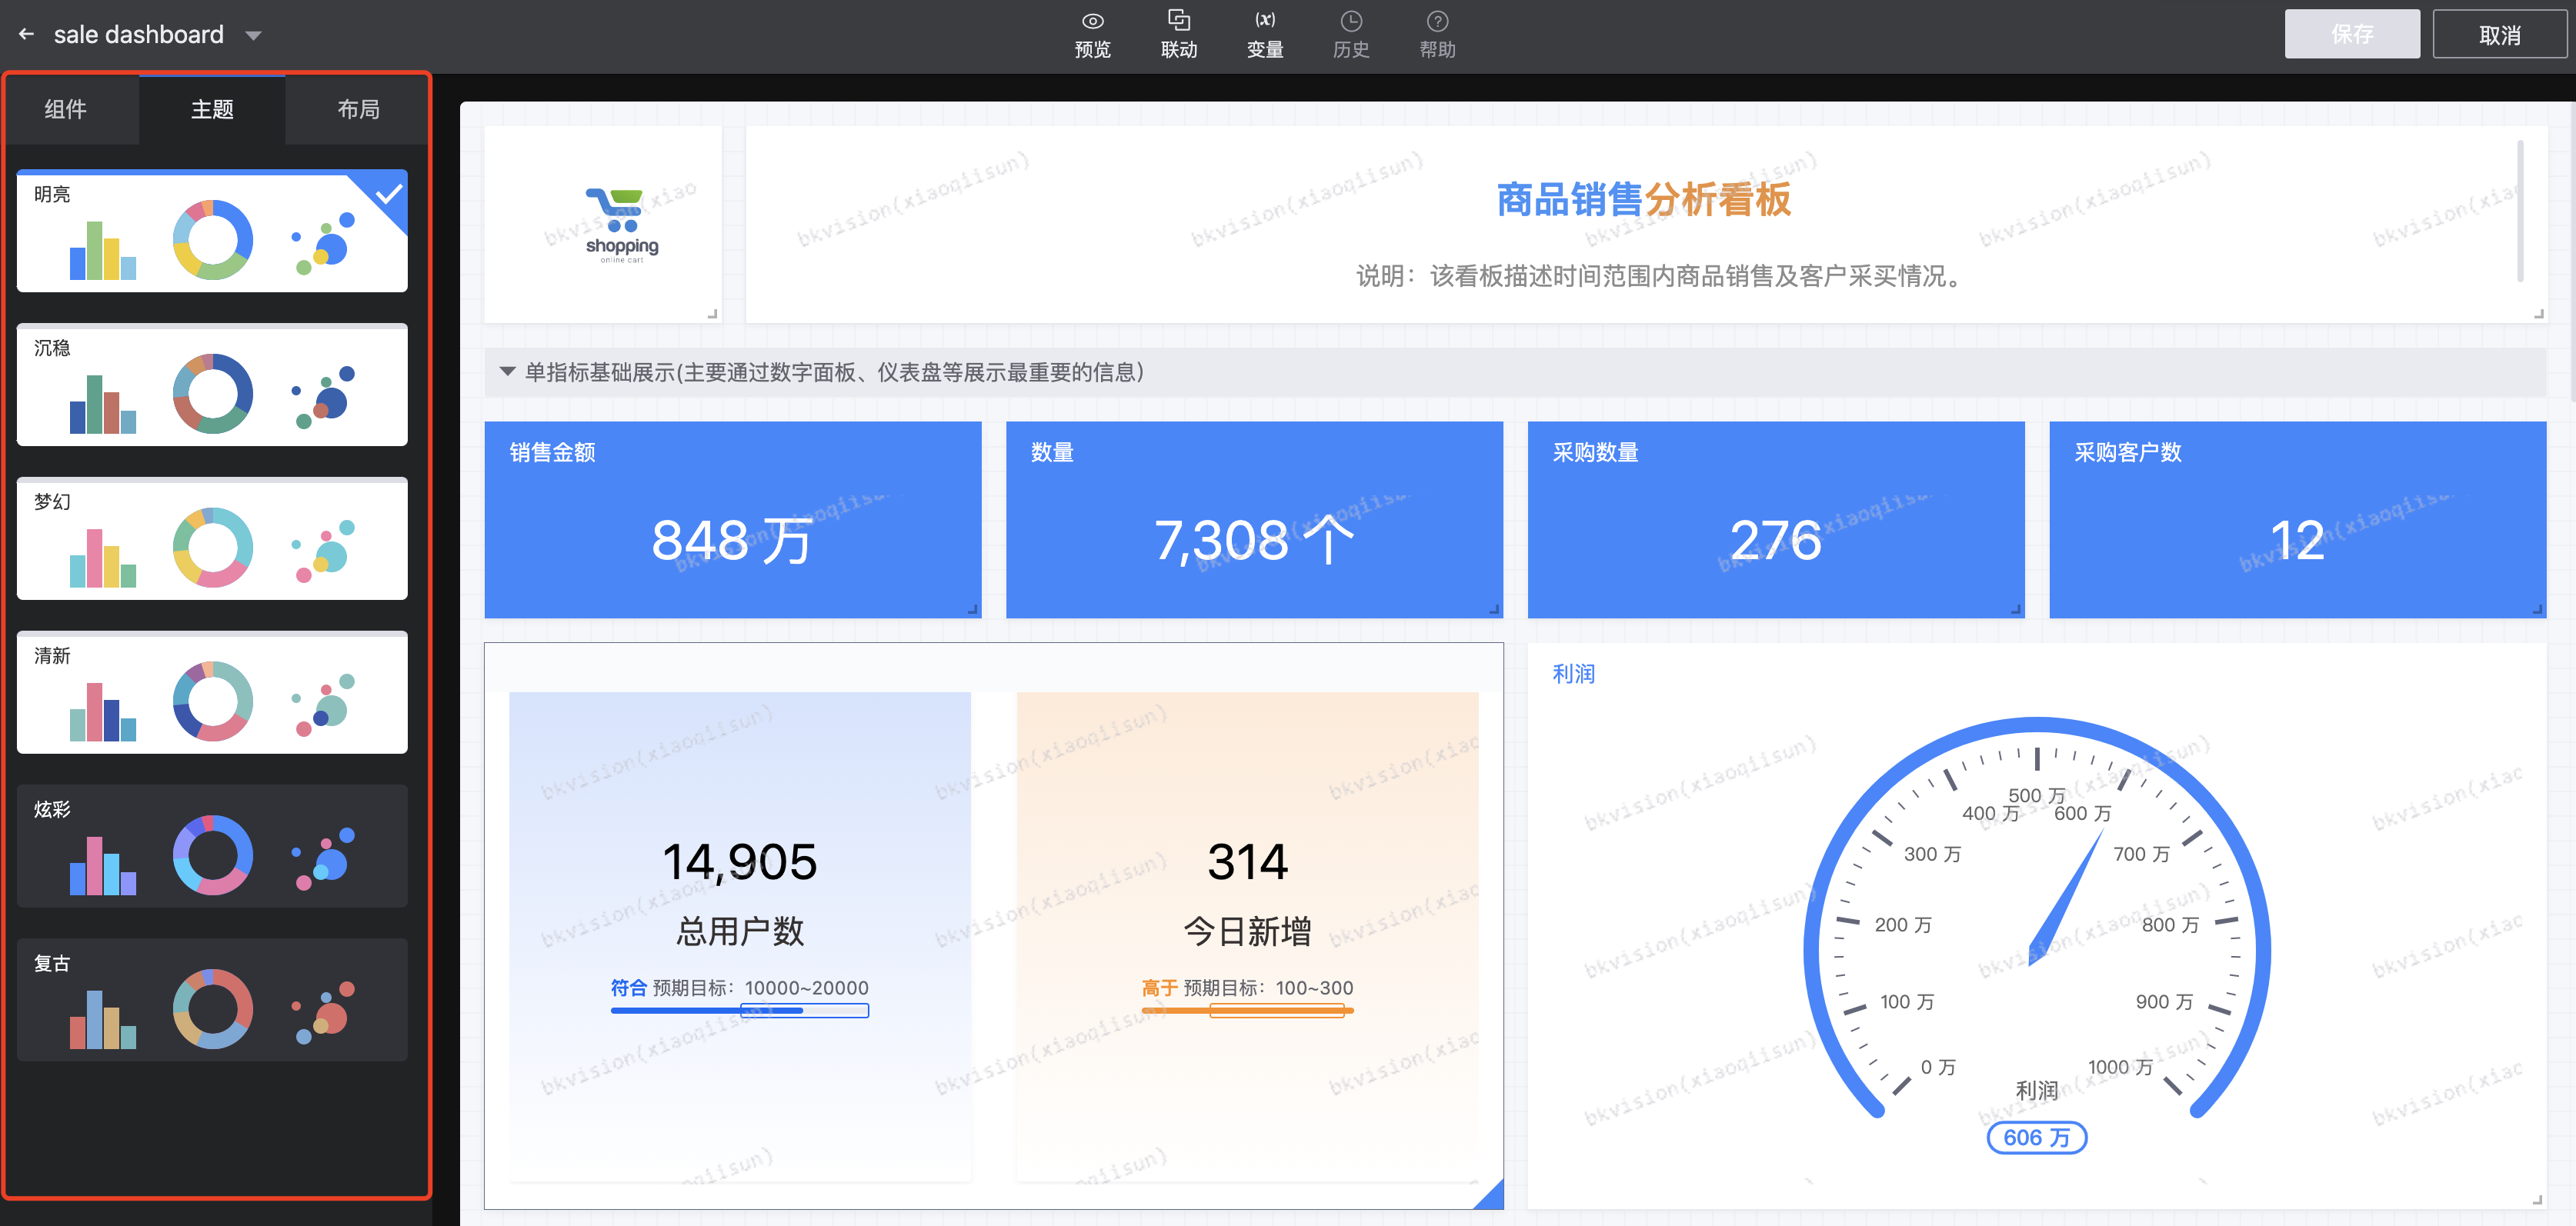 sale dashboard
预览
联动
变量
历史
帮助
保存
取消
组件
主题
布局
明亮
沉稳
梦幻
清新
炫彩
复古
shopping
online cart
商品销售分析看板
说明：该看板描述时间范围内商品销售及客户采买情况。
单指标基础展示(主要通过数字面板、仪表盘等展示最重要的信息)
销售金额
848 万
数量
7,308 个
采购数量
276
采购客户数
12
14,905
总用户数
符合 预期目标：10000~20000
314
今日新增
高于 预期目标：100~300
利润
0 万
100 万
200 万
300 万
400 万
500 万
600 万
700 万
800 万
900 万
1000 万
利润
606 万
bkvision(xiaoqiisun)